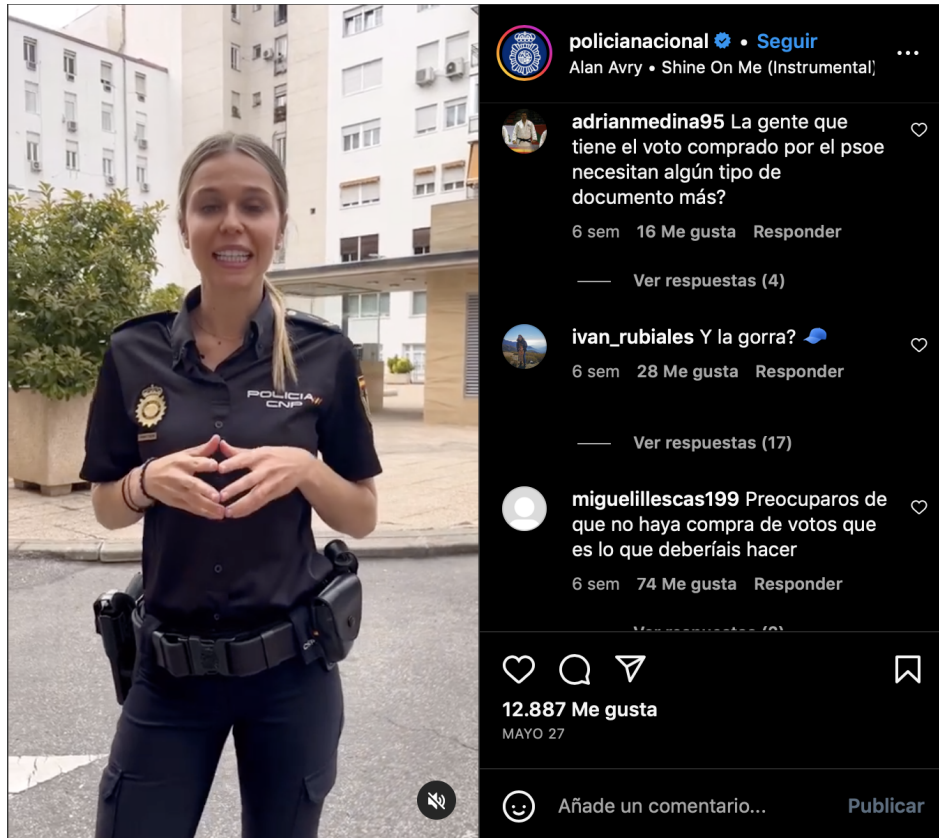 policianacional • Seguir
Alan Avry • Shine On Me (Instrumental)
adrianmedina95 La gente que
tiene el voto comprado por el psoe
necesitan algún tipo de
documento más?
6 sem 16 Me gusta Responder
Ver respuestas (4)
ivan_rubiales Y la gorra? 🧢
6 sem 28 Me gusta Responder
Ver respuestas (17)
miguelillescas199 Preocuparos de
que no haya compra de votos que
es lo que deberíais hacer
6 sem 74 Me gusta Responder
12.887 Me gusta
MAYO 27
Añade un comentario... Publicar
POLICIA
CNP